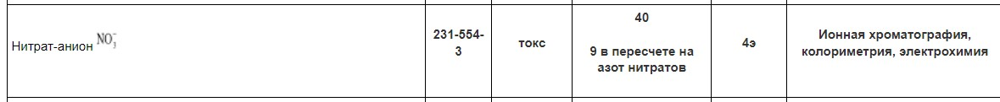 Нитрат-анион NO₃⁻
231-554-
3
токс
40
9 в пересчете на
азот нитратов
4э
Ионная хроматография,
колориметрия, электрохимия